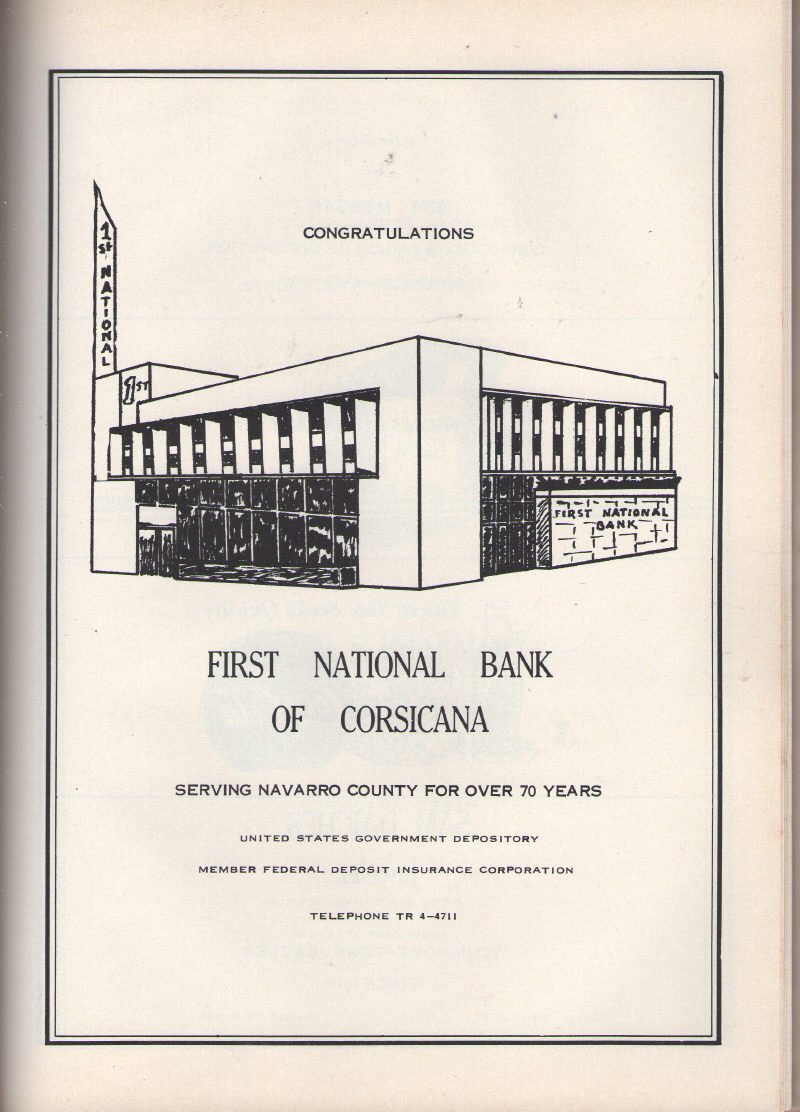 CONGRATULATIONS
1St NATIONAL
1ST
FIRST NATIONAL
BANK
FIRST NATIONAL BANK
OF CORSICANA
SERVING NAVARRO COUNTY FOR OVER 70 YEARS
UNITED STATES GOVERNMENT DEPOSITORY
MEMBER FEDERAL DEPOSIT INSURANCE CORPORATION
TELEPHONE TR 4-4711